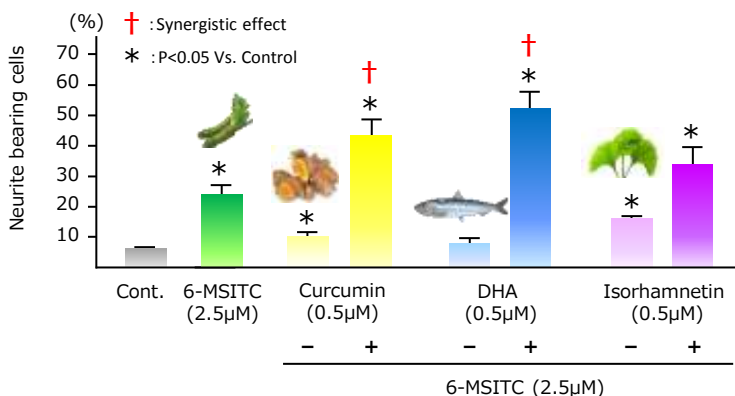 (%)
† : Synergistic effect
* : P<0.05 Vs. Control
Neurite bearing cells
70
60
50
40
30
20
10
†
†
*
*
*
*
*
*
Cont.
6-MSITC
(2.5μM)
Curcumin
(0.5μM)
DHA
(0.5μM)
Isorhamnetin
(0.5μM)
− + − + − +
6-MSITC (2.5μM)